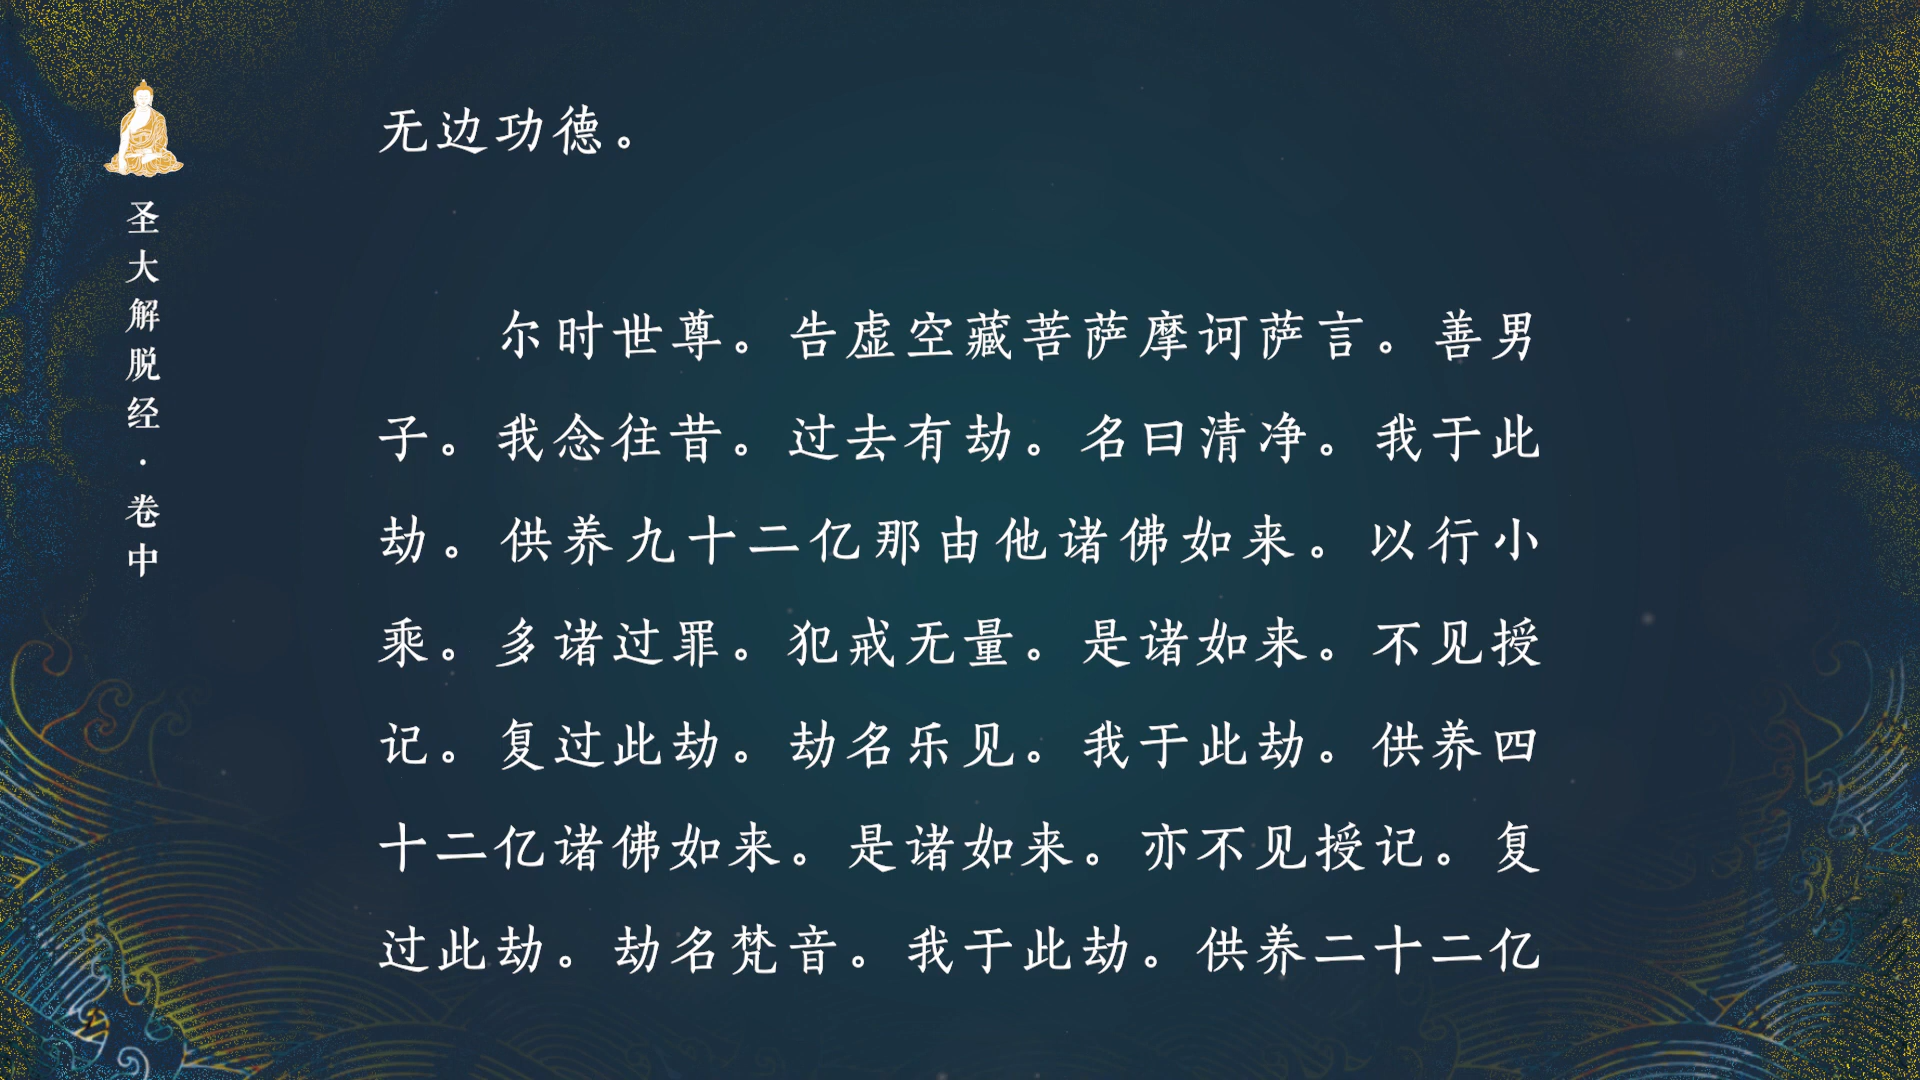 圣大解脱经·卷中
无边功德。
尔时世尊。告虚空藏菩萨摩诃萨言。善男
子。我念往昔。过去有劫。名曰清净。我于此
劫。供养九十二亿那由他诸佛如来。以行小
乘。多诸过罪。犯戒无量。是诸如来。不见授
记。复过此劫。劫名乐见。我于此劫。供养四
十二亿诸佛如来。是诸如来。亦不见授记。复
过此劫。劫名梵音。我于此劫。供养二十二亿